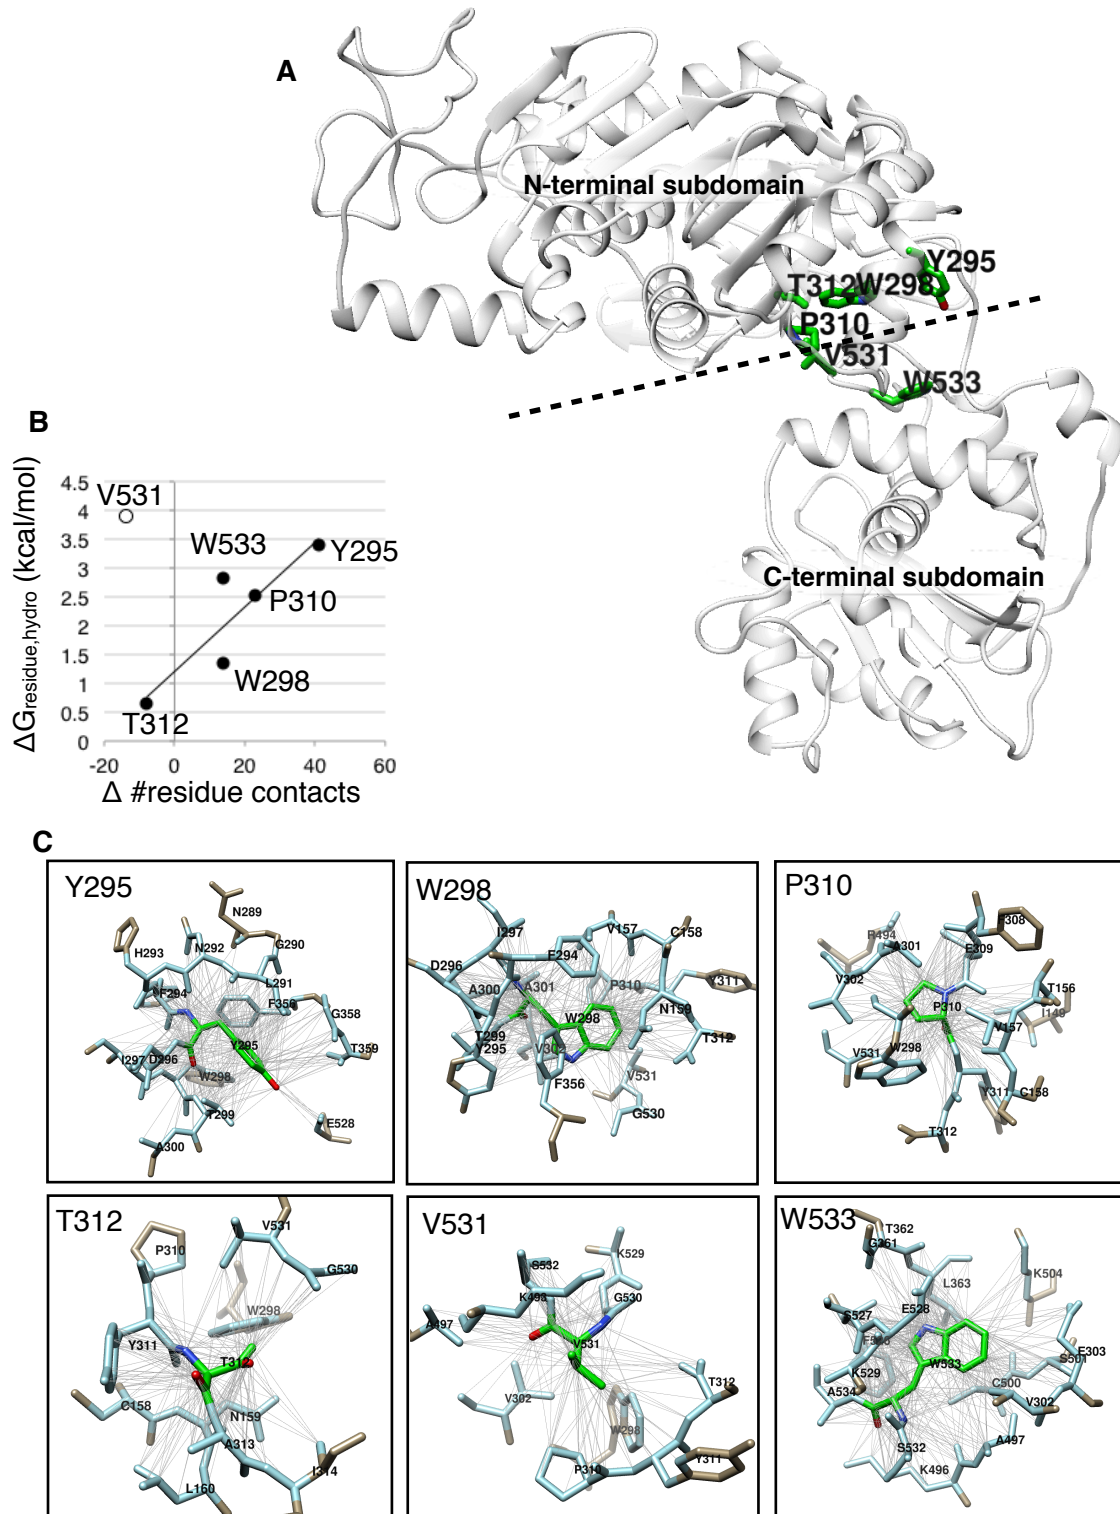 A
N-terminal subdomain
Y295
T312 W298
P310
V531
W533
C-terminal subdomain
B
ΔGresidue,hydro (kcal/mol)
4.5
4
3.5
3
2.5
2
1.5
1
0.5
0
V531
W533
Y295
P310
W298
T312
-20 0 20 40 60
Δ #residue contacts
C
Y295
N289
H293
N292
G290
L291
F294
F356
G358
Y295
T359
I297
D296
W298
T299
E528
A300
W298
I297
V157
C158
D296
F294
A300
A301
P310
Y311
N159
W298
T299
Y295
V302
T312
F356
V531
G530
P310
F308
A301
E309
V302
P310
T156
I149
V157
V531
W298
Y311
C158
T312
T312
V531
P310
G530
W298
Y311
T312
C158
N159
A313
I314
L160
V531
S532
K529
K493
G530
A497
V531
V302
T312
W298
P310
Y311
W533
T362
G361
L363
K504
S527
E528
E303
S501
K529
W533
C500
A534
V302
S532
A497
K496